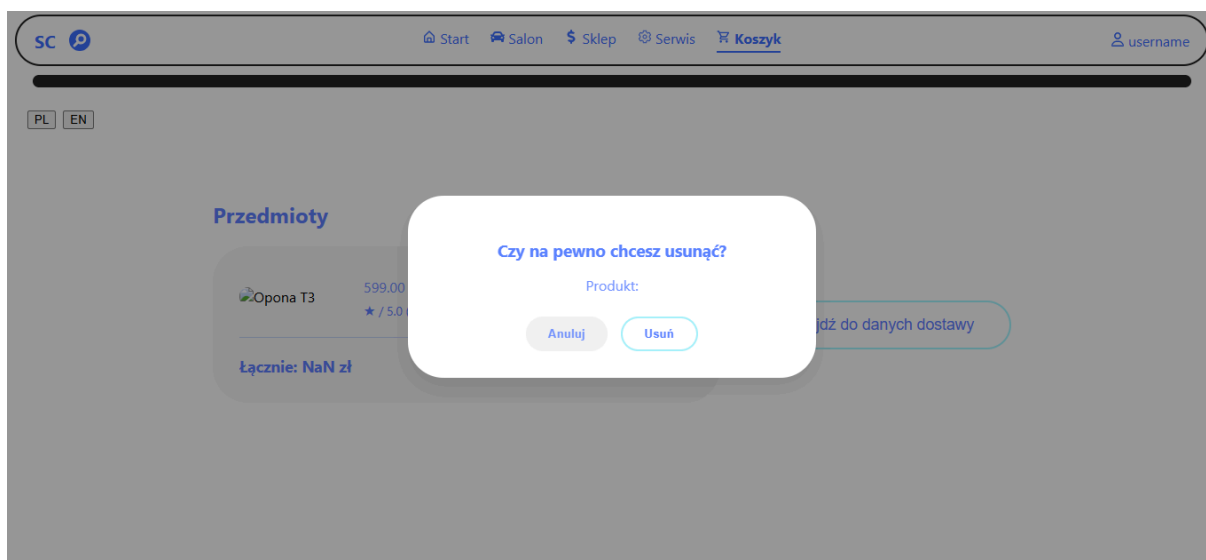 SC
Start Salon $ Sklep Serwis Koszyk
username
PL EN
Przedmioty
Opona T3
599.00
★ / 5.0 (
Łącznie: NaN zł
Czy na pewno chcesz usunąć?
Produkt:
Anuluj Usuń
jdź do danych dostawy